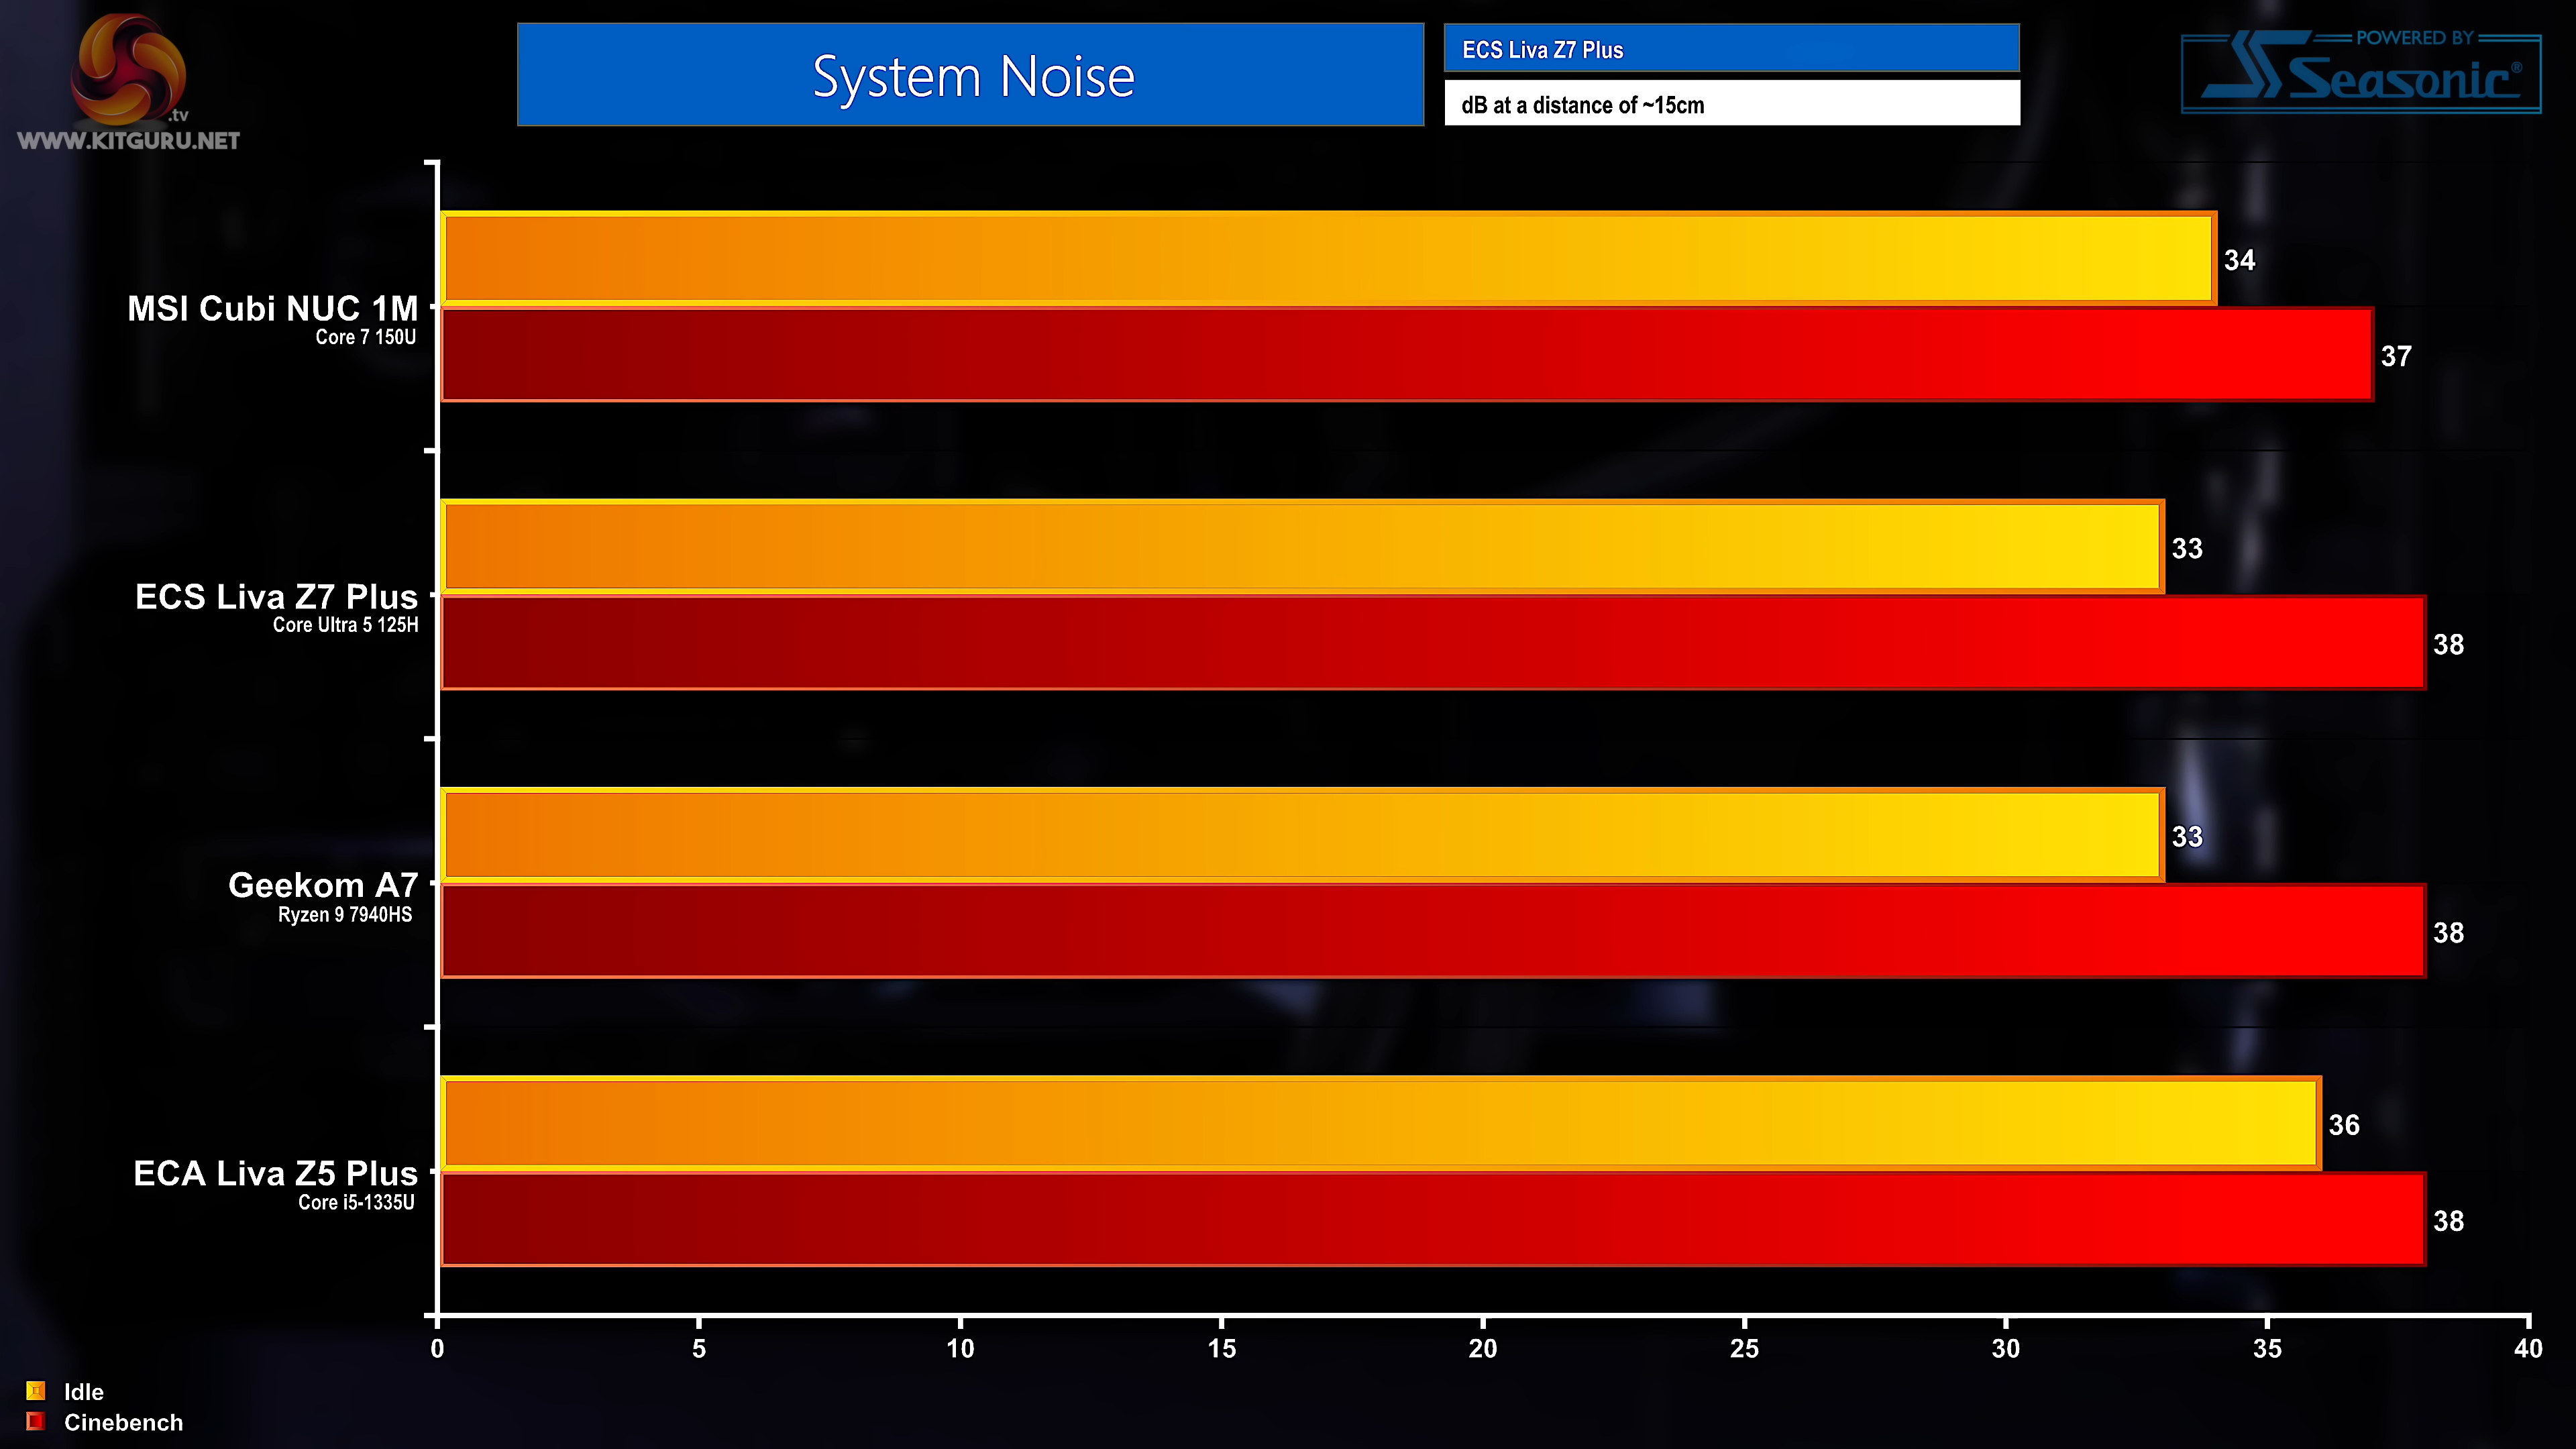 .tv
WWW.KITGURU.NET
System Noise
ECS Liva Z7 Plus
dB at a distance of ~15cm
POWERED BY
Seasonic®
34
MSI Cubi NUC 1M
Core 7 150U
37
33
ECS Liva Z7 Plus
Core Ultra 5 125H
38
33
Geekom A7
Ryzen 9 7940HS
38
36
ECA Liva Z5 Plus
Core i5-1335U
38
0 5 10 15 20 25 30 35 40
Idle
Cinebench